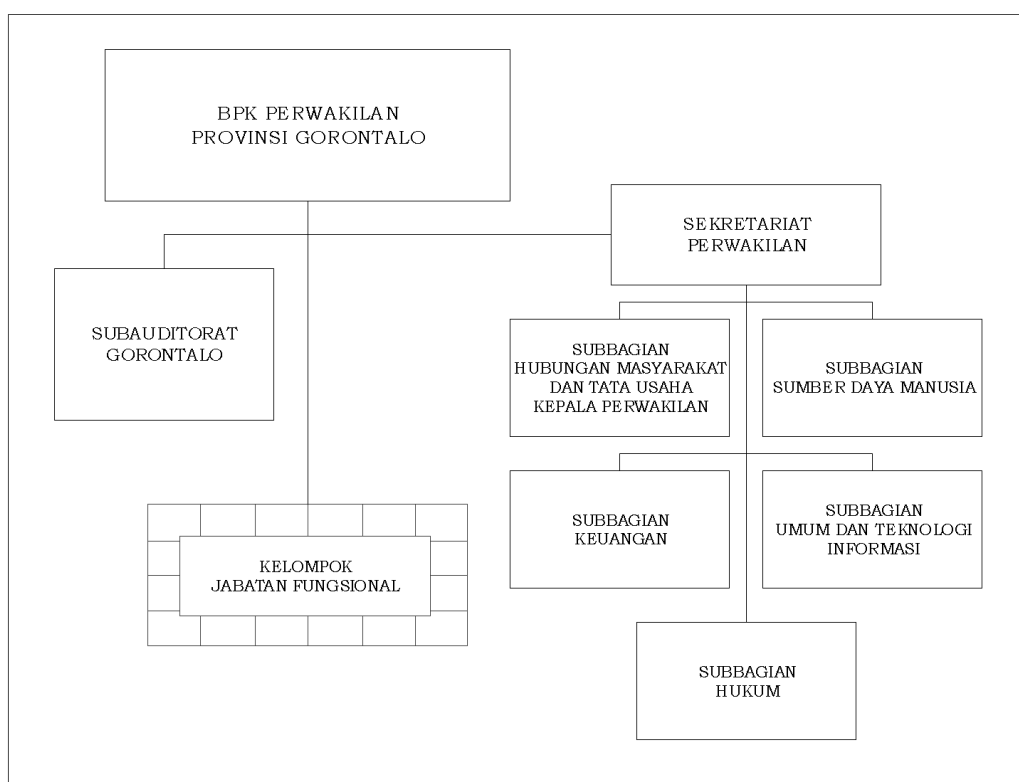 BPK PERWAKILAN
PROVINSI GORONTALO
SEKRETARIAT
PERWAKILAN
SUBAUDITORAT
GORONTALO
SUBBAGIAN
HUBUNGAN MASYARAKAT
DAN TATA USAHA
KEPALA PERWAKILAN
SUBBAGIAN
SUMBER DAYA MANUSIA
SUBBAGIAN
KEUANGAN
SUBBAGIAN
UMUM DAN TEKNOLOGI
INFORMASI
KELOMPOK
JABATAN FUNGSIONAL
SUBBAGIAN
HUKUM